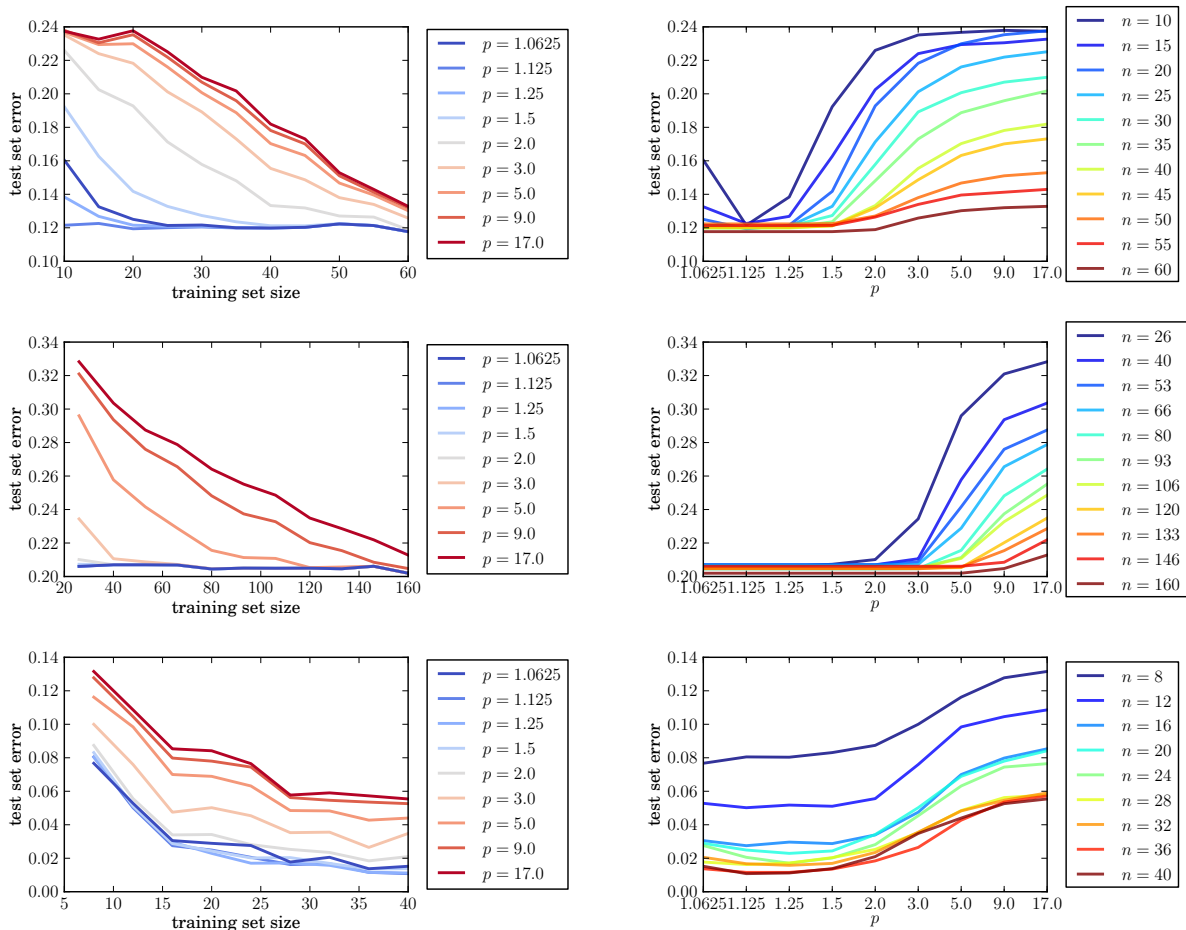 0.24
0.22
0.20
0.18
0.16
0.14
0.12
0.10
test set error
10
20
30
40
50
60
training set size
p = 1.0625
p = 1.125
p = 1.25
p = 1.5
p = 2.0
p = 3.0
p = 5.0
p = 9.0
p = 17.0
0.24
0.22
0.20
0.18
0.16
0.14
0.12
0.10
test set error
1.0625
1.125
1.25
1.5
2.0
3.0
5.0
9.0
17.0
p
n = 10
n = 15
n = 20
n = 25
n = 30
n = 35
n = 40
n = 45
n = 50
n = 55
n = 60
0.34
0.32
0.30
0.28
0.26
0.24
0.22
0.20
test set error
20
40
60
80
100
120
140
160
training set size
p = 1.0625
p = 1.125
p = 1.25
p = 1.5
p = 2.0
p = 3.0
p = 5.0
p = 9.0
p = 17.0
0.34
0.32
0.30
0.28
0.26
0.24
0.22
0.20
test set error
1.0625
1.125
1.25
1.5
2.0
3.0
5.0
9.0
17.0
p
n = 26
n = 40
n = 53
n = 66
n = 80
n = 93
n = 106
n = 120
n = 133
n = 146
n = 160
0.14
0.12
0.10
0.08
0.06
0.04
0.02
0.00
test set error
5
10
15
20
25
30
35
40
training set size
p = 1.0625
p = 1.125
p = 1.25
p = 1.5
p = 2.0
p = 3.0
p = 5.0
p = 9.0
p = 17.0
0.14
0.12
0.10
0.08
0.06
0.04
0.02
0.00
test set error
1.0625
1.125
1.25
1.5
2.0
3.0
5.0
9.0
17.0
p
n = 8
n = 12
n = 16
n = 20
n = 24
n = 28
n = 32
n = 36
n = 40